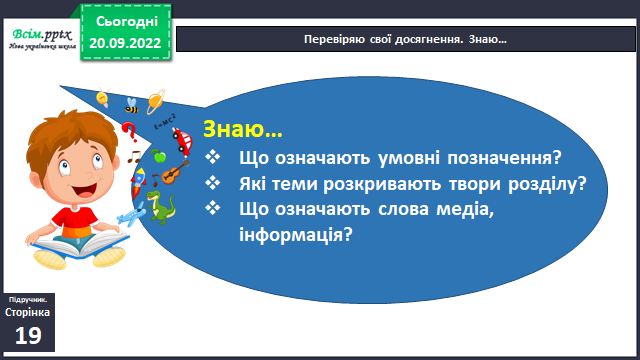 Всім.pptx
Нова українська школа
Сьогодні
20.09.2022
Перевіряю свої досягнення. Знаю…
E=MC²
Знаю…
❖ Що означають умовні позначення?
❖ Які теми розкривають твори розділу?
❖ Що означають слова медіа,
інформація?
Підручник.
Сторінка
19